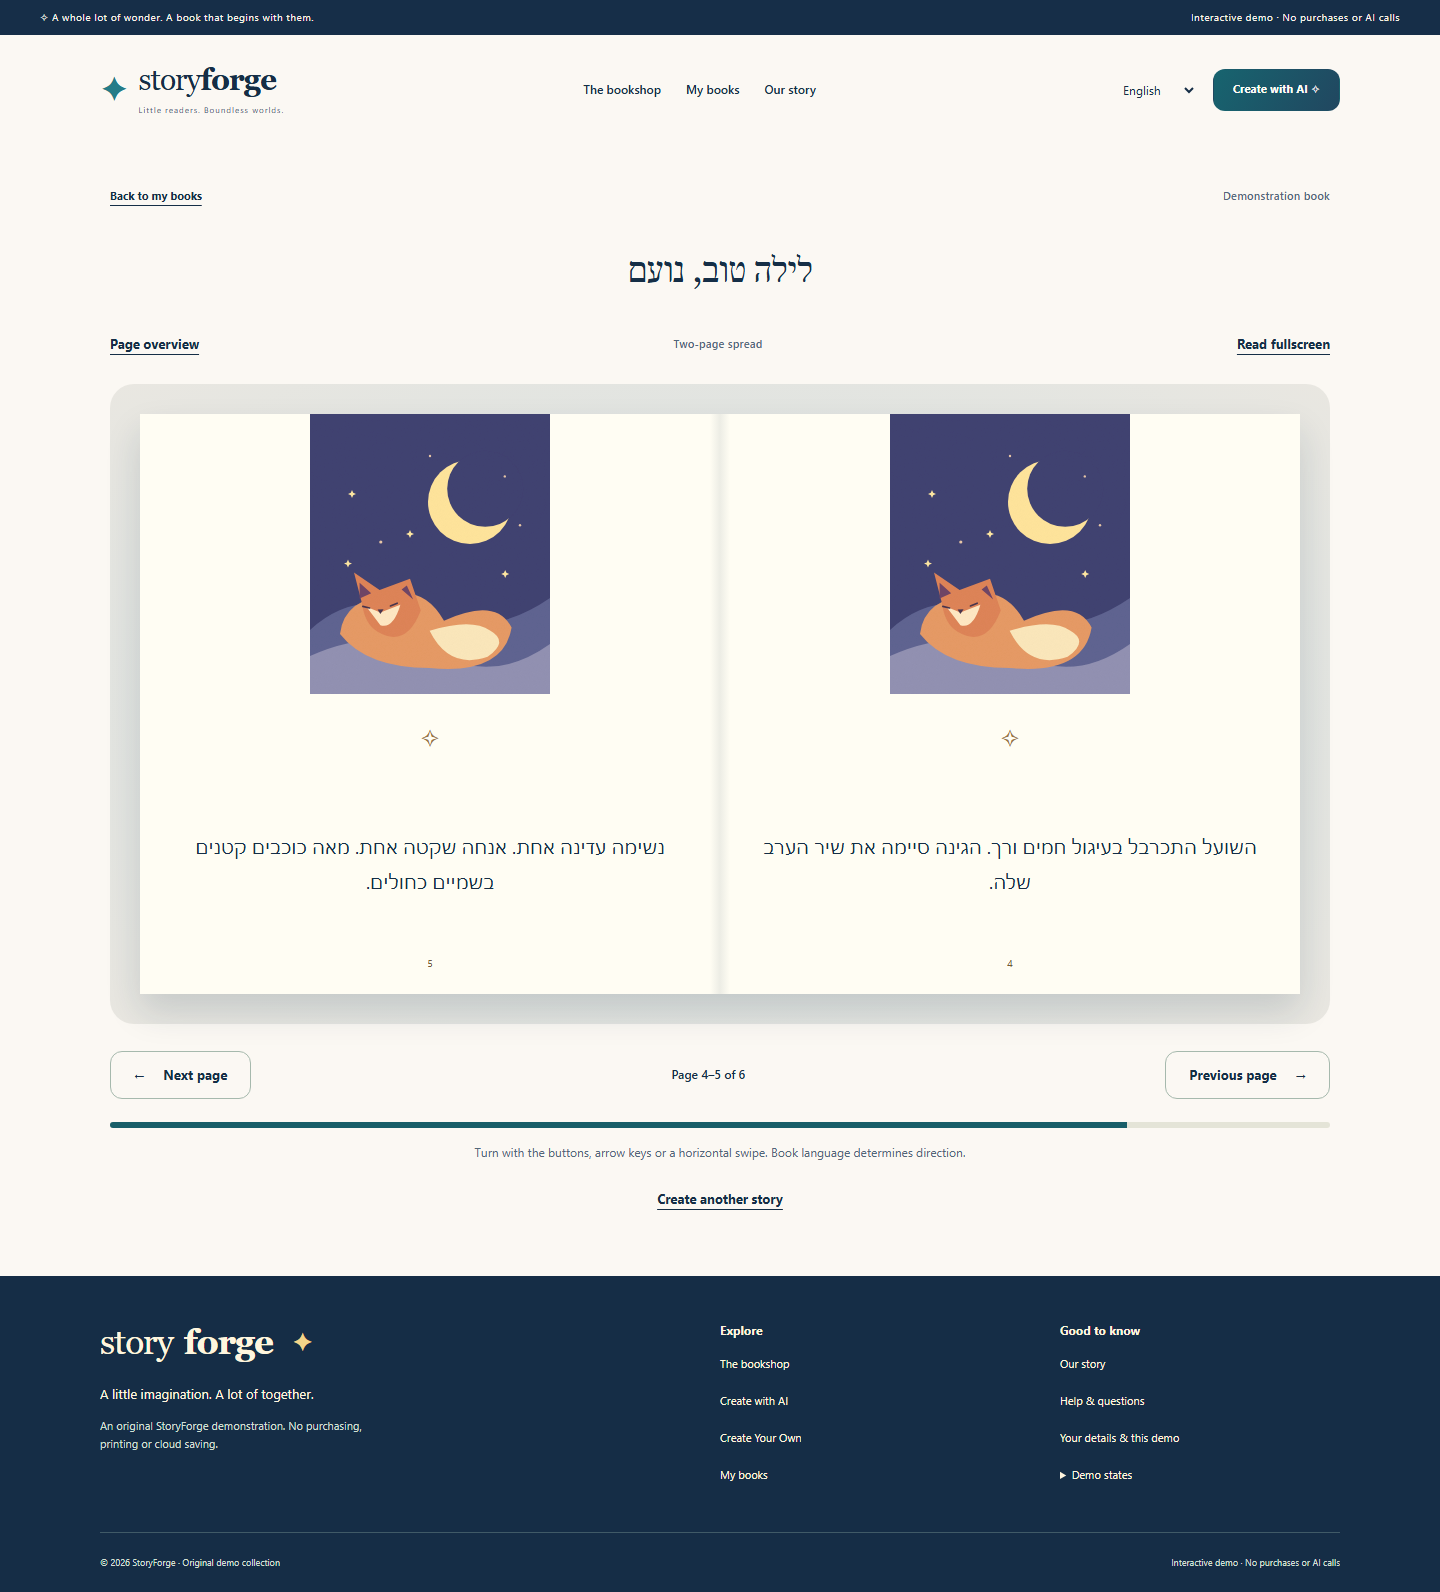 ✧ A whole lot of wonder. A book that begins with them.
Interactive demo · No purchases or AI calls
storyforge
Little readers. Boundless worlds.
The bookshop
My books
Our story
English
Create with AI ✧
Back to my books
Demonstration book
לילה טוב, נועם
Page overview
Two-page spread
Read fullscreen
השועל התכרבל בעיגול חמים ורך. הגינה סיימה את שיר הערב
שלה.
4
נשימה עדינה אחת. אנחה שקטה אחת. מאה כוכבים קטנים
בשמיים כחולים.
5
← Next page
Page 4–5 of 6
Previous page →
Turn with the buttons, arrow keys or a horizontal swipe. Book language determines direction.
Create another story
story forge
A little imagination. A lot of together.
An original StoryForge demonstration. No purchasing,
printing or cloud saving.
Explore
The bookshop
Create with AI
Create Your Own
My books
Good to know
Our story
Help & questions
Your details & this demo
▶ Demo states
© 2026 StoryForge · Original demo collection
Interactive demo · No purchases or AI calls